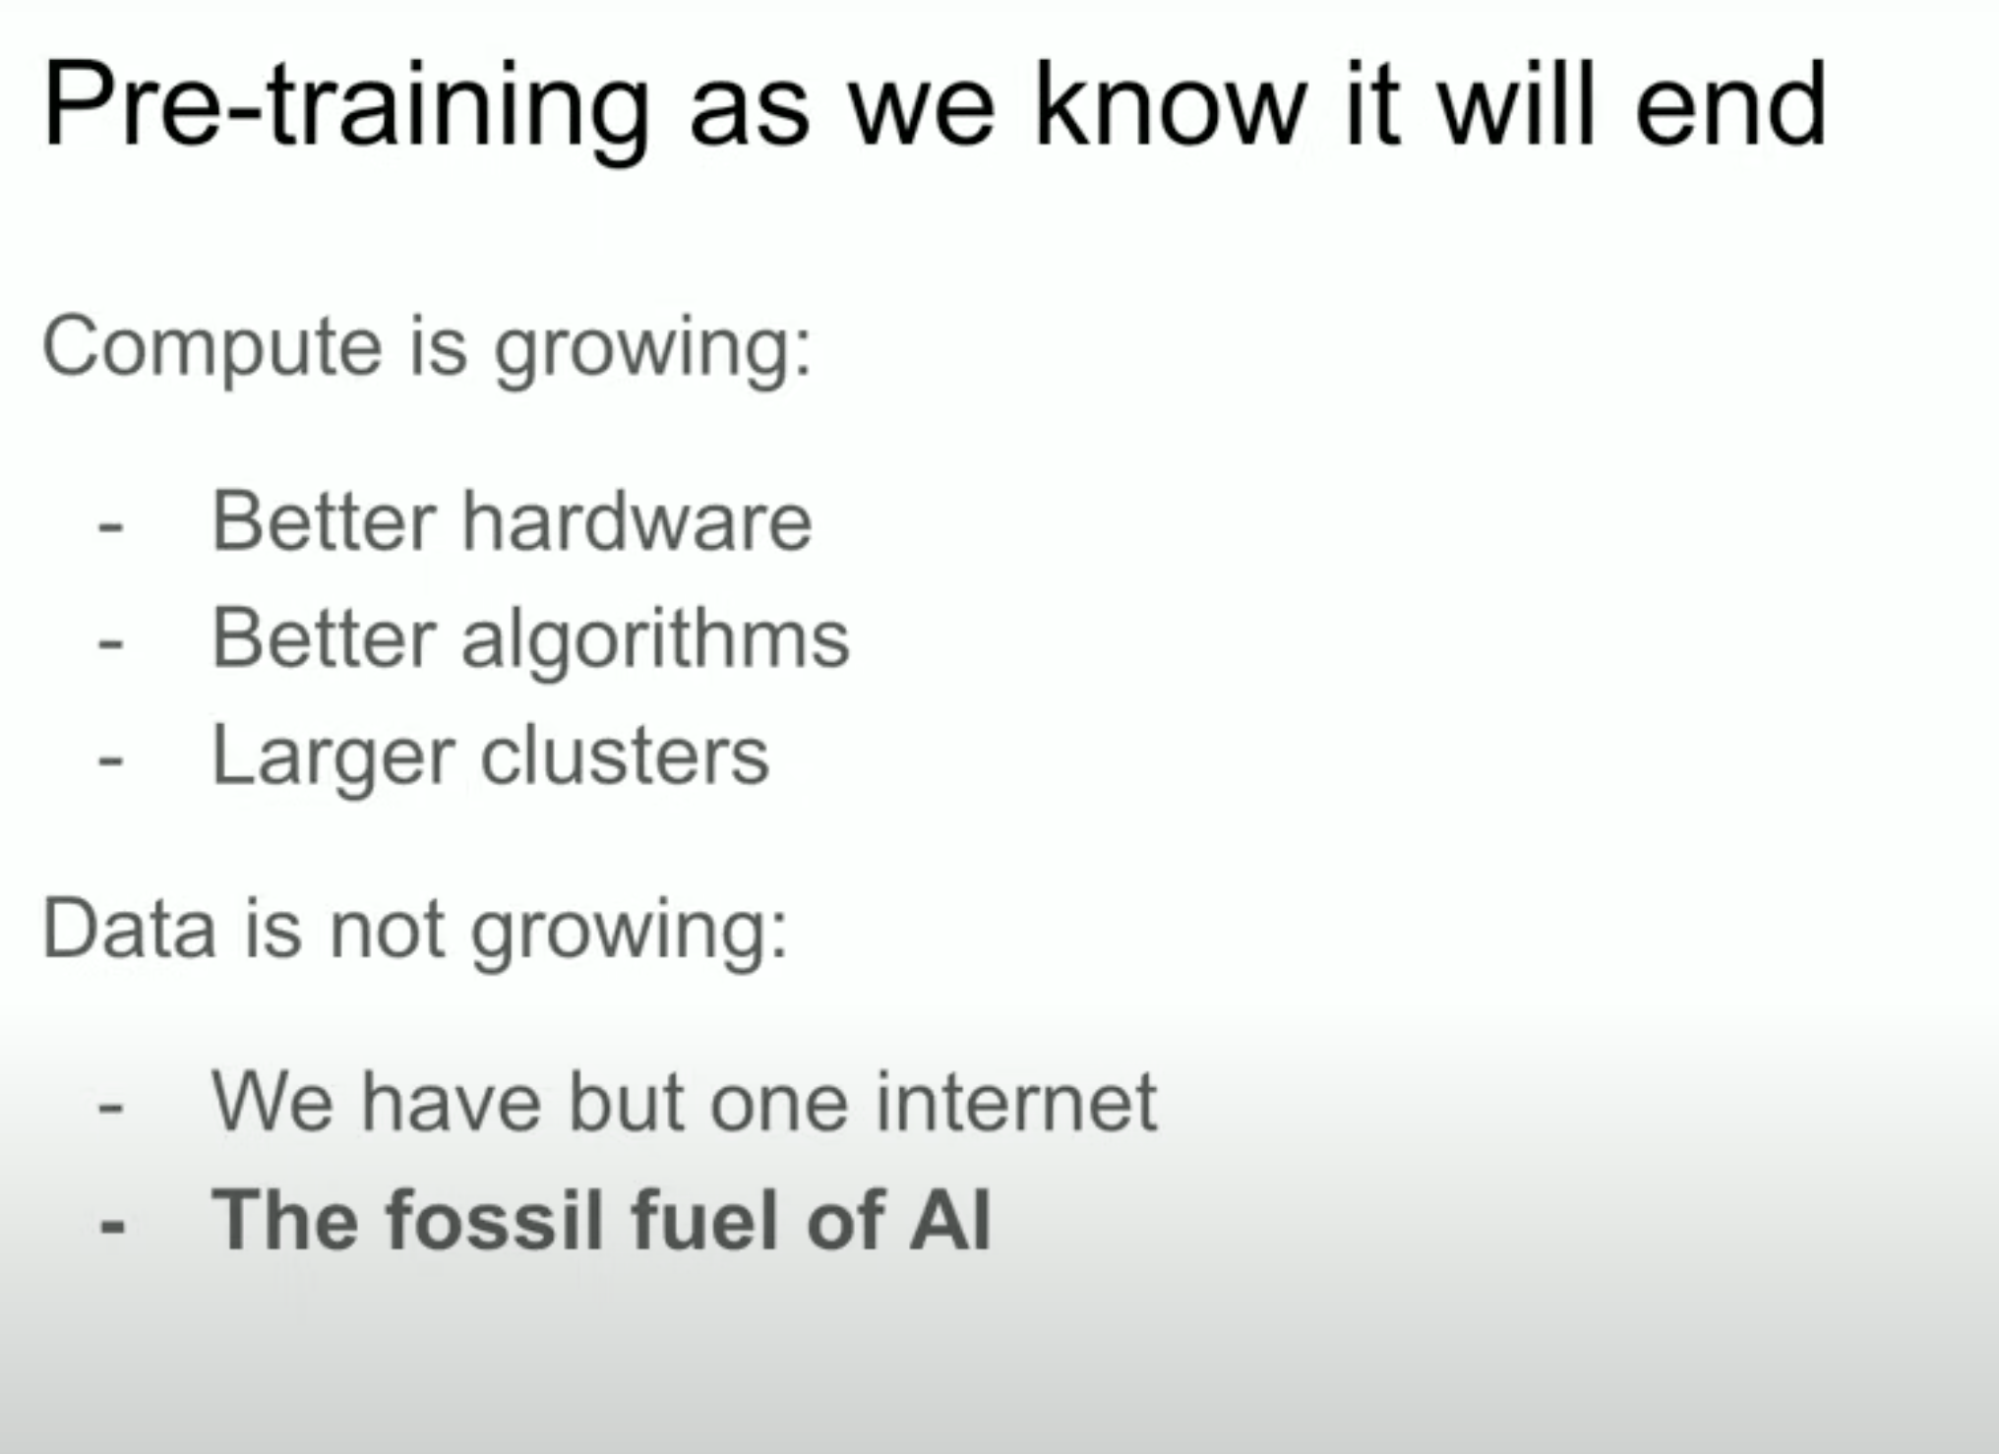 Pre-training as we know it will end
Compute is growing:
- Better hardware
- Better algorithms
- Larger clusters
Data is not growing:
- We have but one internet
- The fossil fuel of AI